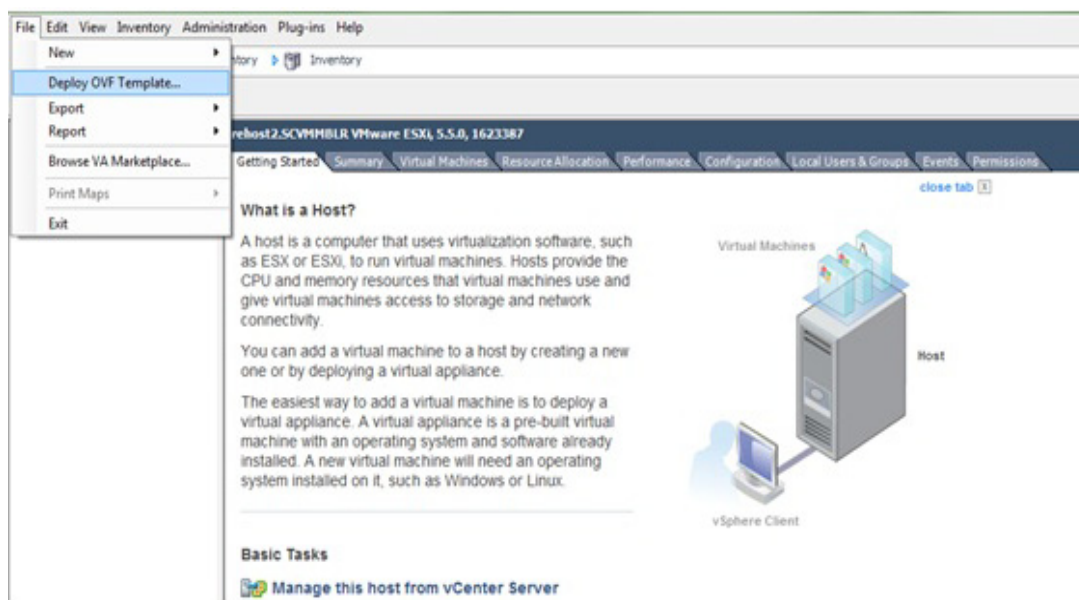 File Edit View Inventory Administration Plug-ins Help
New
ntory Inventory
Deploy OVF Template...
Export
Report
rehost2.SCVMMBLR VMware ESXi, 5.5.0, 1623387
Browse VA Marketplace...
Getting Started Summary Virtual Machines Resource Allocation Performance Configuration Local Users & Groups Events Permissions
Print Maps
close tab
Exit
What is a Host?
A host is a computer that uses virtualization software, such
as ESX or ESXi, to run virtual machines. Hosts provide the
CPU and memory resources that virtual machines use and
give virtual machines access to storage and network
connectivity.
You can add a virtual machine to a host by creating a new
one or by deploying a virtual appliance.
The easiest way to add a virtual machine is to deploy a
virtual appliance. A virtual appliance is a pre-built virtual
machine with an operating system and software already
installed. A new virtual machine will need an operating
system installed on it, such as Windows or Linux.
Virtual Machines
Host
vSphere Client
Basic Tasks
Manage this host from vCenter Server